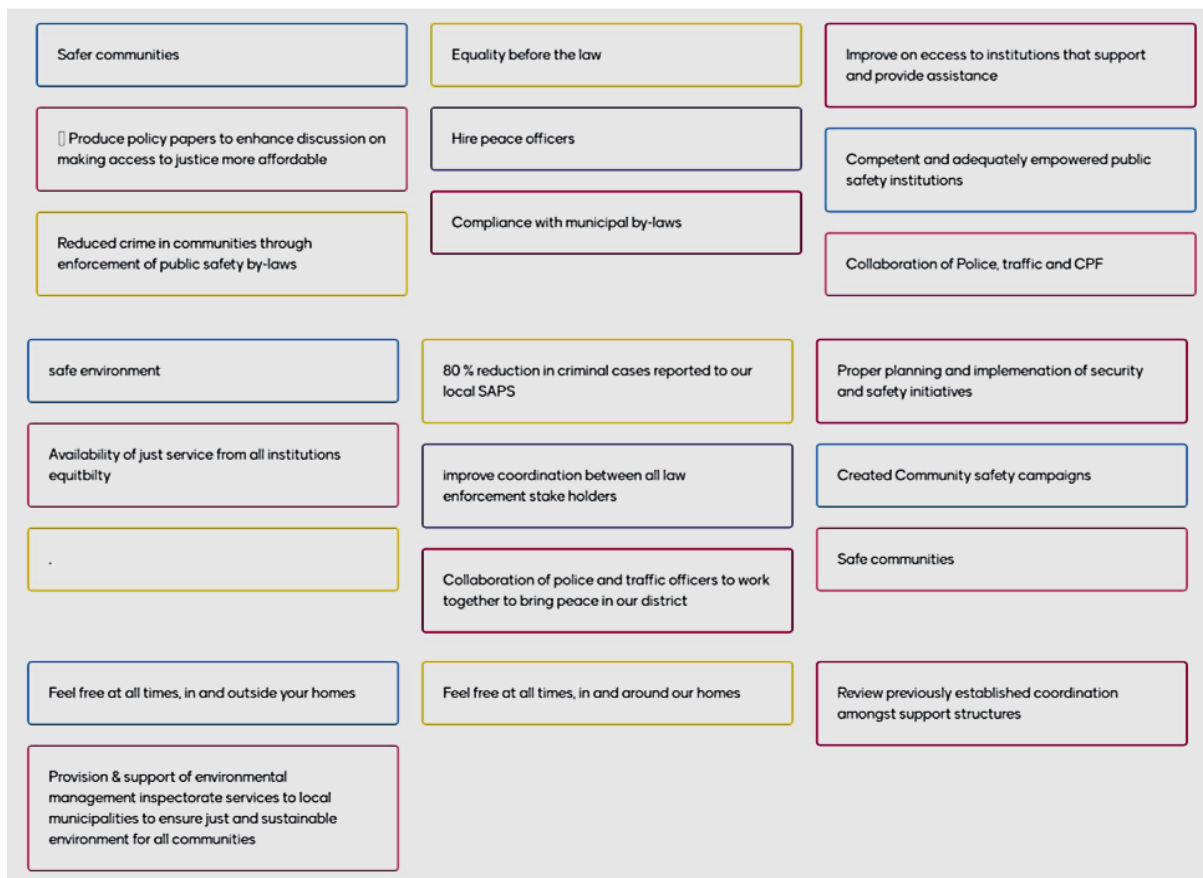 Safer communities
▯ Produce policy papers to enhance discussion on
making access to justice more affordable
Reduced crime in communities through
enforcement of public safety by-laws
Equality before the law
Hire peace officers
Compliance with municipal by-laws
Improve on eccess to institutions that support
and provide assistance
Competent and adequately empowered public
safety institutions
Collaboration of Police, traffic and CPF
safe environment
Availability of just service from all institutions
equitbilty
.
80 % reduction in criminal cases reported to our
local SAPS
improve coordination between all law
enforcement stake holders
Collaboration of police and traffic officers to work
together to bring peace in our district
Proper planning and implemenation of security
and safety initiatives
Created Community safety campaigns
Safe communities
Feel free at all times, in and outside your homes
Provision & support of environmental
management inspectorate services to local
municipalities to ensure just and sustainable
environment for all communities
Feel free at all times, in and around our homes
Review previously established coordination
amongst support structures